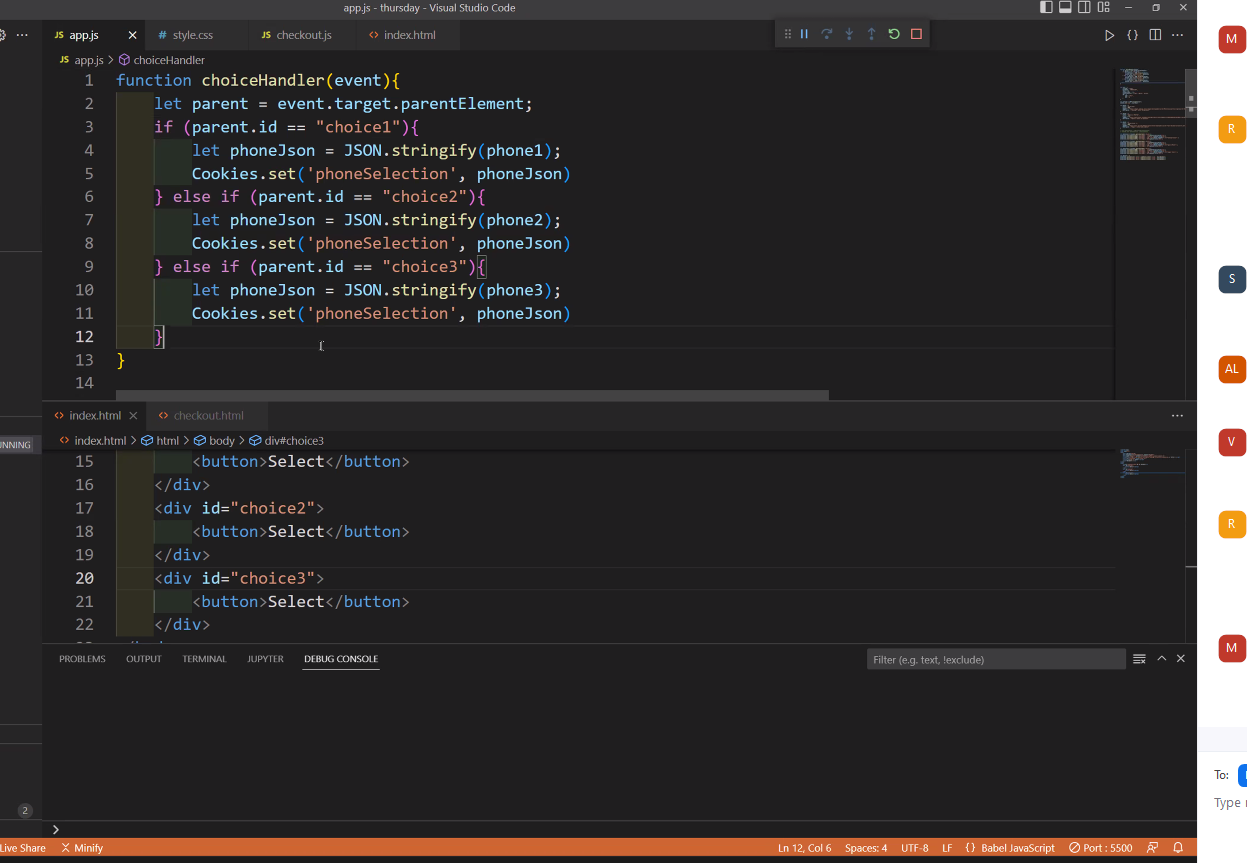 app.js - thursday - Visual Studio Code
JS app.js
# style.css
JS checkout.js
<> index.html
JS app.js > choiceHandler
1 function choiceHandler(event){
2 let parent = event.target.parentElement;
3 if (parent.id == "choice1"){
4 let phoneJson = JSON.stringify(phone1);
5 Cookies.set('phoneSelection', phoneJson)
6 } else if (parent.id == "choice2"){
7 let phoneJson = JSON.stringify(phone2);
8 Cookies.set('phoneSelection', phoneJson)
9 } else if (parent.id == "choice3"){
10 let phoneJson = JSON.stringify(phone3);
11 Cookies.set('phoneSelection', phoneJson)
12 }
13 }
14
<> index.html
<> checkout.html
<> index.html > html > body > div#choice3
15 <button>Select</button>
16 </div>
17 <div id="choice2">
18 <button>Select</button>
19 </div>
20 <div id="choice3">
21 <button>Select</button>
22 </div>
PROBLEMS OUTPUT TERMINAL JUPYTER DEBUG CONSOLE
Filter (e.g. text, !exclude)
2
Live Share Minify
Ln 12, Col 6 Spaces: 4 UTF-8 LF {} Babel JavaScript Port : 5500
M
R
S
AL
V
R
M
To:
Type